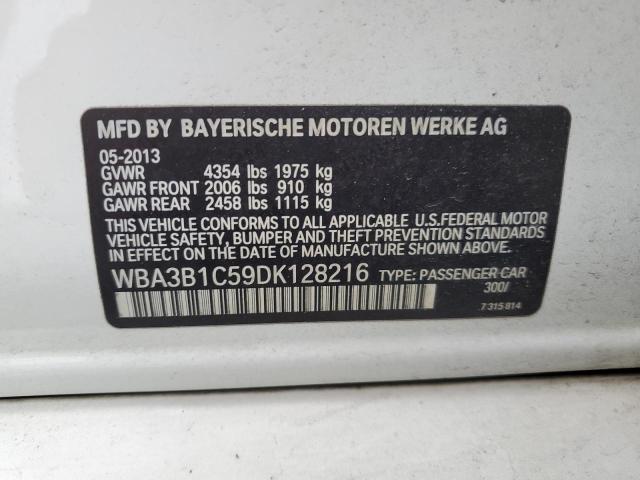 MFD BY BAYERISCHE MOTOREN WERKE AG
05-2013
GVWR 4354 lbs 1975 kg
GAWR FRONT 2006 lbs 910 kg
GAWR REAR 2458 lbs 1115 kg
THIS VEHICLE CONFORMS TO ALL APPLICABLE U.S.FEDERAL MOTOR
VEHICLE SAFETY, BUMPER AND THEFT PREVENTION STANDARDS
IN EFFECT ON THE DATE OF MANUFACTURE SHOWN ABOVE.
WBA3B1C59DK128216 TYPE: PASSENGER CAR
300/
7 315 814